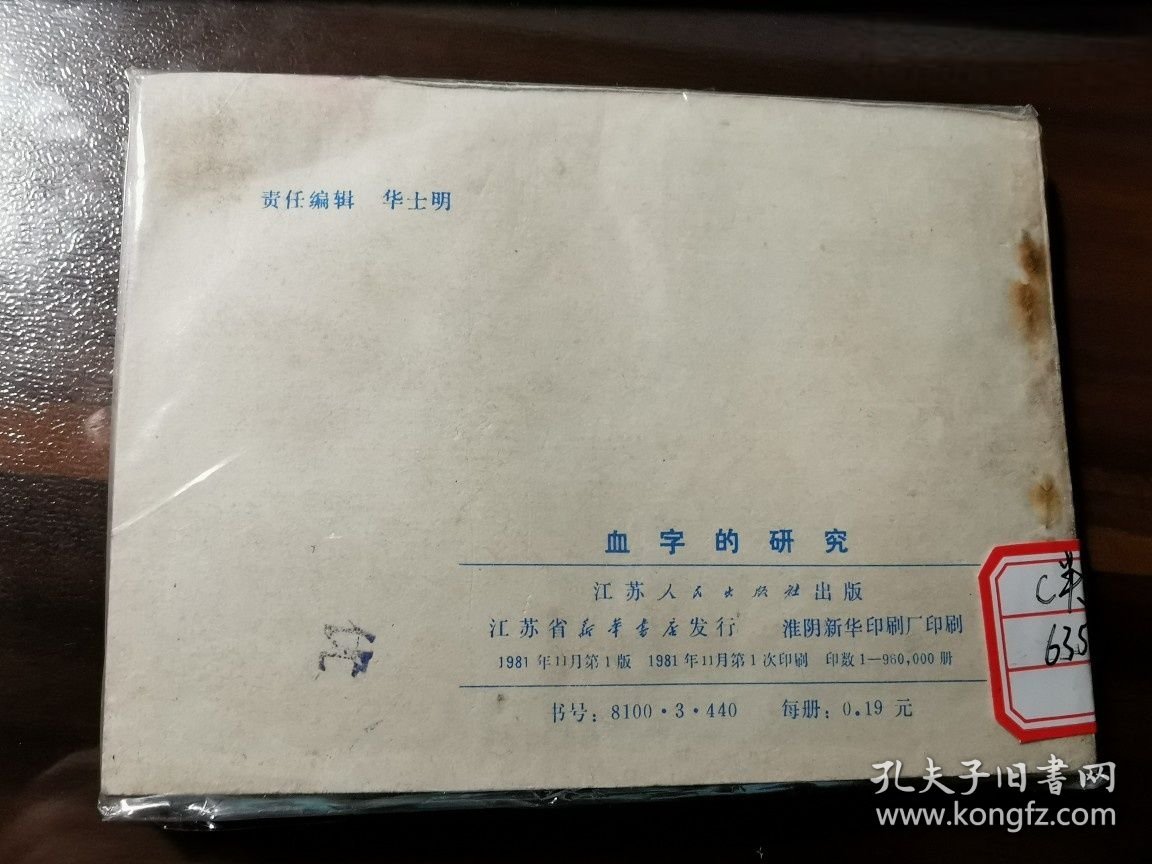 责任编辑 华士明
血字的研究
江苏人民出版社出版
江苏省新华书店发行 淮阴新华印刷厂印刷
1981年11月第1版 1981年11月第1次印刷 印数1—960,000册
书号：8100·3·440 每册：0.19元
635
孔夫子旧書网
www.kongfz.com